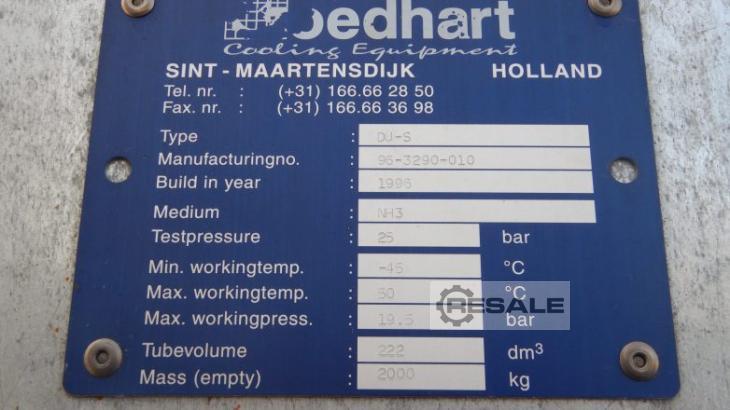 oedhart
Cooling Equipment
SINT - MAARTENSDIJK HOLLAND
Tel. nr. : (+31) 166.66 28 50
Fax. nr. : (+31) 166.66 36 98
Type : DU-S
Manufacturingno. : 96-3290-010
Build in year : 1996
Medium : NH3
Testpressure : 25 bar
Min. workingtemp. : -45 °C
Max. workingtemp. : 50 °C
Max. workingpress. : 19.5 bar
Tubevolume : 222 dm³
Mass (empty) : 2000 kg
RESALE